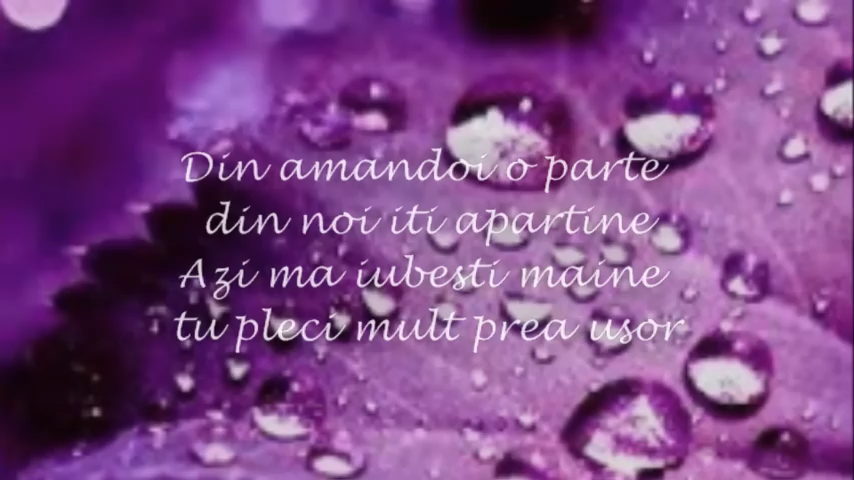 Din amandoi o parte
din noi iti apartine
Azi ma iubesti maine
tu pleci mult prea usor